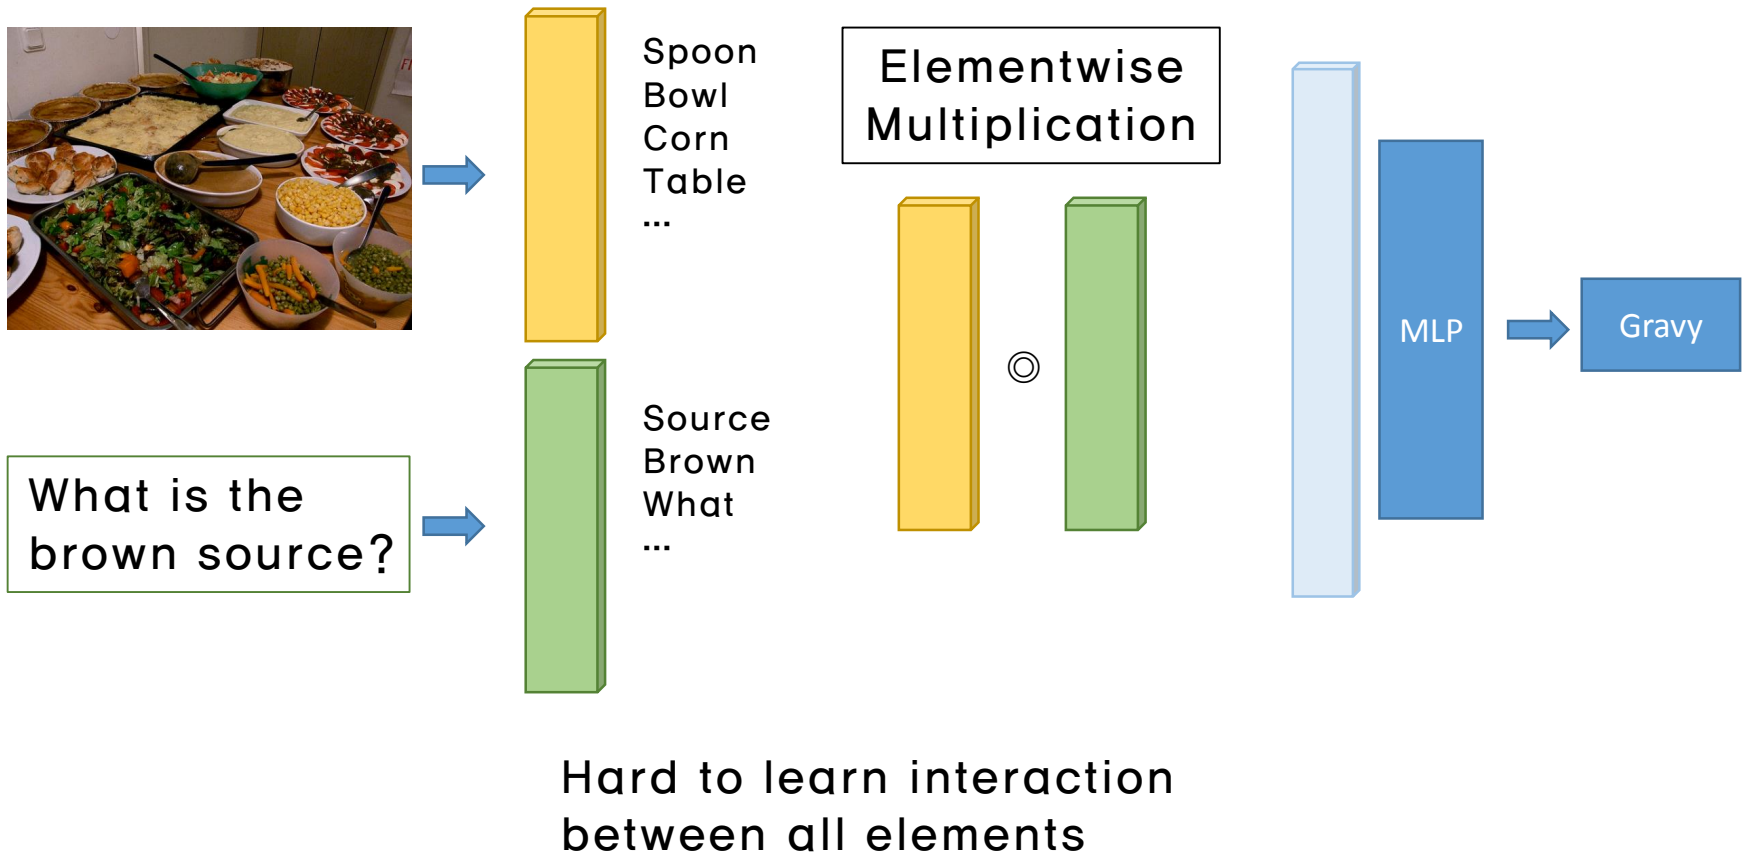 Spoon
Bowl
Corn
Table
...
Elementwise
Multiplication
What is the
brown source?
Source
Brown
What
...
◎
MLP
Gravy
Hard to learn interaction
between all elements